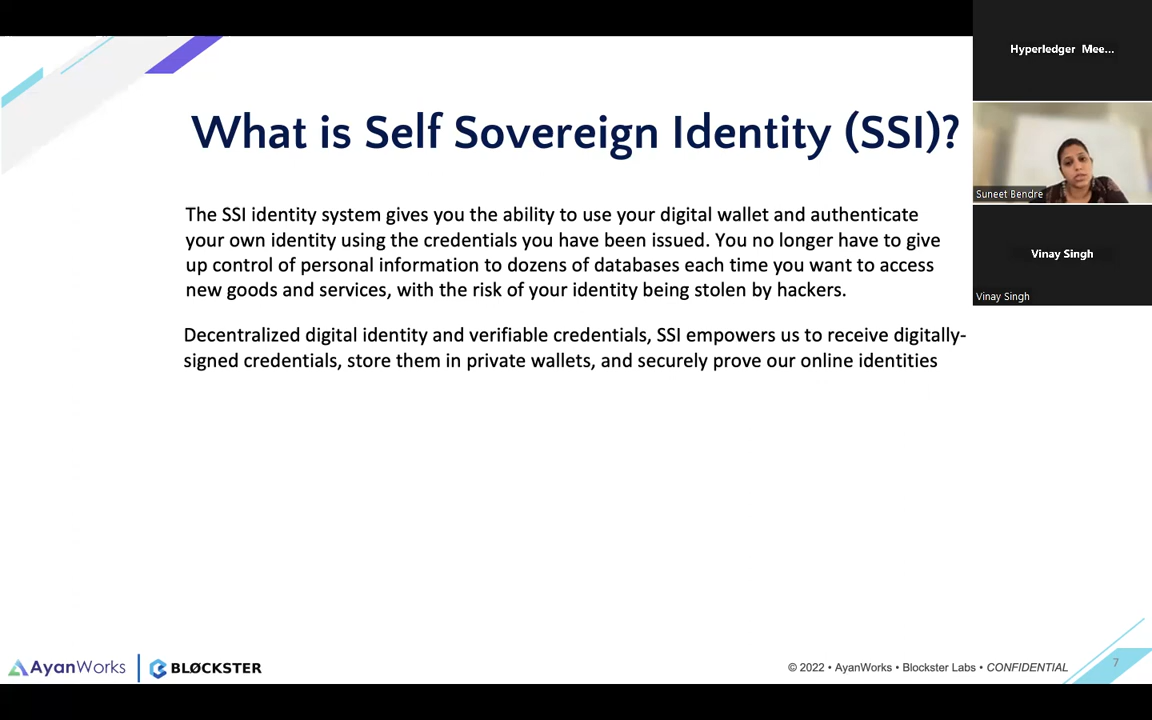 What is Self Sovereign Identity (SSI)?
The SSI identity system gives you the ability to use your digital wallet and authenticate
your own identity using the credentials you have been issued. You no longer have to give
up control of personal information to dozens of databases each time you want to access
new goods and services, with the risk of your identity being stolen by hackers.
Decentralized digital identity and verifiable credentials, SSI empowers us to receive digitally-
signed credentials, store them in private wallets, and securely prove our online identities
AyanWorks
BLØCKSTER
© 2022 • AyanWorks • Blockster Labs • CONFIDENTIAL
7
Hyperledger Mee...
Suneet Bendre
Vinay Singh
Vinay Singh